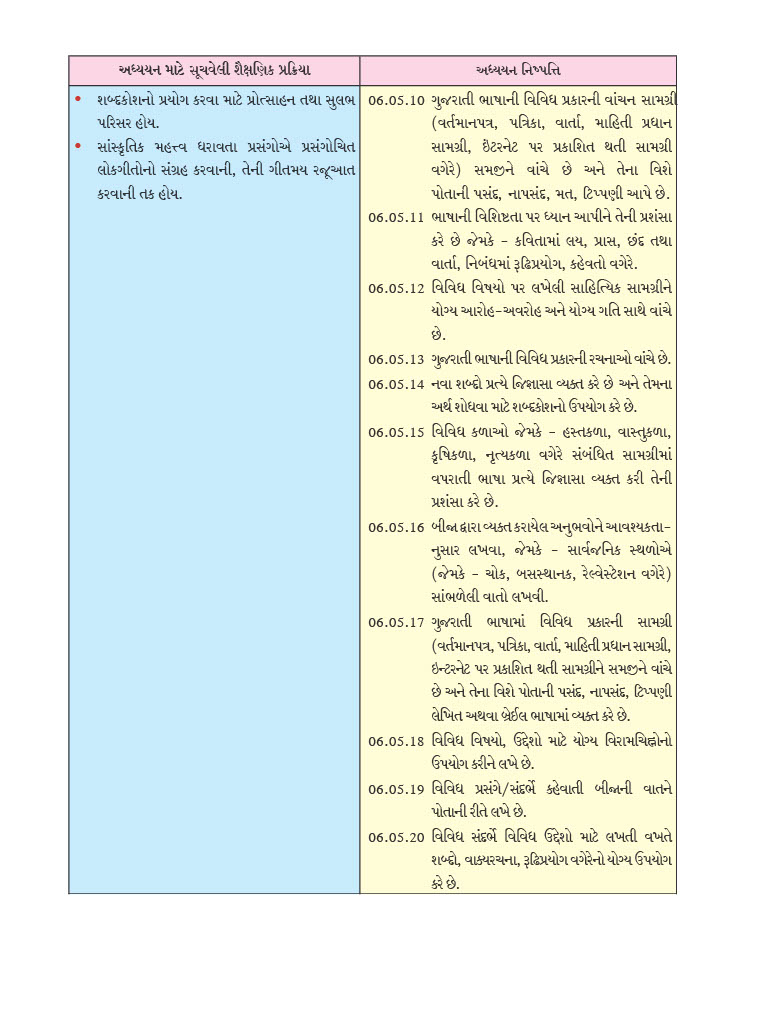 અધ્યયન માટે સૂચવેલી શૈક્ષણિક પ્રક્રિયા
અધ્યયન નિષ્પત્તિ
• શબ્દકોશનો પ્રયોગ કરવા માટે પ્રોત્સાહન તથા સુલભ
પરિસર હોય.
• સાંસ્કૃતિક મહત્ત્વ ધરાવતા પ્રસંગોએ પ્રસંગોચિત
લોકગીતોનો સંગ્રહ કરવાની, તેની ગીતમય રજૂઆત
કરવાની તક હોય.
06.05.10 ગુજરાતી ભાષાની વિવિધ પ્રકારની વાંચન સામગ્રી
(વર્તમાનપત્ર, પત્રિકા, વાર્તા, માહિતી પ્રધાન
સામગ્રી, ઇંટરનેટ પર પ્રકાશિત થતી સામગ્રી
વગેરે) સમજીને વાંચે છે અને તેના વિશે
પોતાની પસંદ, નાપસંદ, મત, ટિપ્પણી આપે છે.
06.05.11 ભાષાની વિશિષ્ટતા પર ધ્યાન આપીને તેની પ્રશંસા
કરે છે જેમકે - કવિતામાં લય, પ્રાસ, છંદ તથા
વાર્તા, નિબંધમાં રૂઢિપ્રયોગ, કહેવતો વગેરે.
06.05.12 વિવિધ વિષયો પર લખેલી સાહિત્યિક સામગ્રીને
યોગ્ય આરોહ-અવરોહ અને યોગ્ય ગતિ સાથે વાંચે
છે.
06.05.13 ગુજરાતી ભાષાની વિવિધ પ્રકારની રચનાઓ વાંચે છે.
06.05.14 નવા શબ્દો પ્રત્યે જિજ્ઞાસા વ્યક્ત કરે છે અને તેમના
અર્થ શોધવા માટે શબ્દકોશનો ઉપયોગ કરે છે.
06.05.15 વિવિધ કળાઓ જેમકે - હસ્તકળા, વાસ્તુકળા,
કૃષિકળા, નૃત્યકળા વગેરે સંબંધિત સામગ્રીમાં
વપરાતી ભાષા પ્રત્યે જિજ્ઞાસા વ્યક્ત કરી તેની
પ્રશંસા કરે છે.
06.05.16 બીજા દ્વારા વ્યક્ત કરાયેલ અનુભવોને આવશ્યકતા-
નુસાર લખવા, જેમકે - સાર્વજનિક સ્થળોએ
(જેમકે - ચોક, બસસ્થાનક, રેલ્વેસ્ટેશન વગેરે)
સાંભળેલી વાતો લખવી.
06.05.17 ગુજરાતી ભાષામાં વિવિધ પ્રકારની સામગ્રી
(વર્તમાનપત્ર, પત્રિકા, વાર્તા, માહિતી પ્રધાન સામગ્રી,
ઇન્ટરનેટ પર પ્રકાશિત થતી સામગ્રીને સમજીને વાંચે
છે અને તેના વિશે પોતાની પસંદ, નાપસંદ, ટિપ્પણી
લેખિત અથવા બ્રેઈલ ભાષામાં વ્યક્ત કરે છે.
06.05.18 વિવિધ વિષયો, ઉદ્દેશો માટે યોગ્ય વિરામચિહ્નોનો
ઉપયોગ કરીને લખે છે.
06.05.19 વિવિધ પ્રસંગે/સંદર્ભે કહેવાતી બીજાની વાતને
પોતાની રીતે લખે છે.
06.05.20 વિવિધ સંદર્ભે વિવિધ ઉદ્દેશો માટે લખતી વખતે
શબ્દો, વાક્યરચના, રૂઢિપ્રયોગ વગેરેનો યોગ્ય ઉપયોગ
કરે છે.